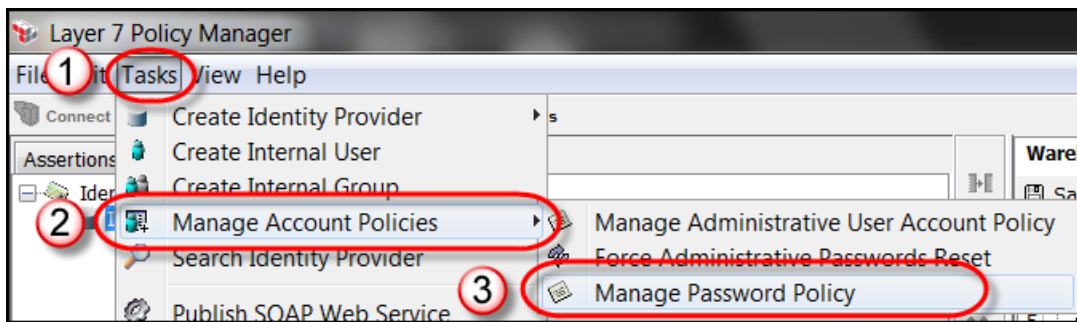 Layer 7 Policy Manager
1
File Tasks View Help
Connect
Create Identity Provider
s
Assertions
Create Internal User
Create Internal Group
2
Manage Account Policies
Manage Administrative User Account Policy
Search Identity Provider
Force Administrative Passwords Reset
3
Manage Password Policy
Publish SOAP Web Service